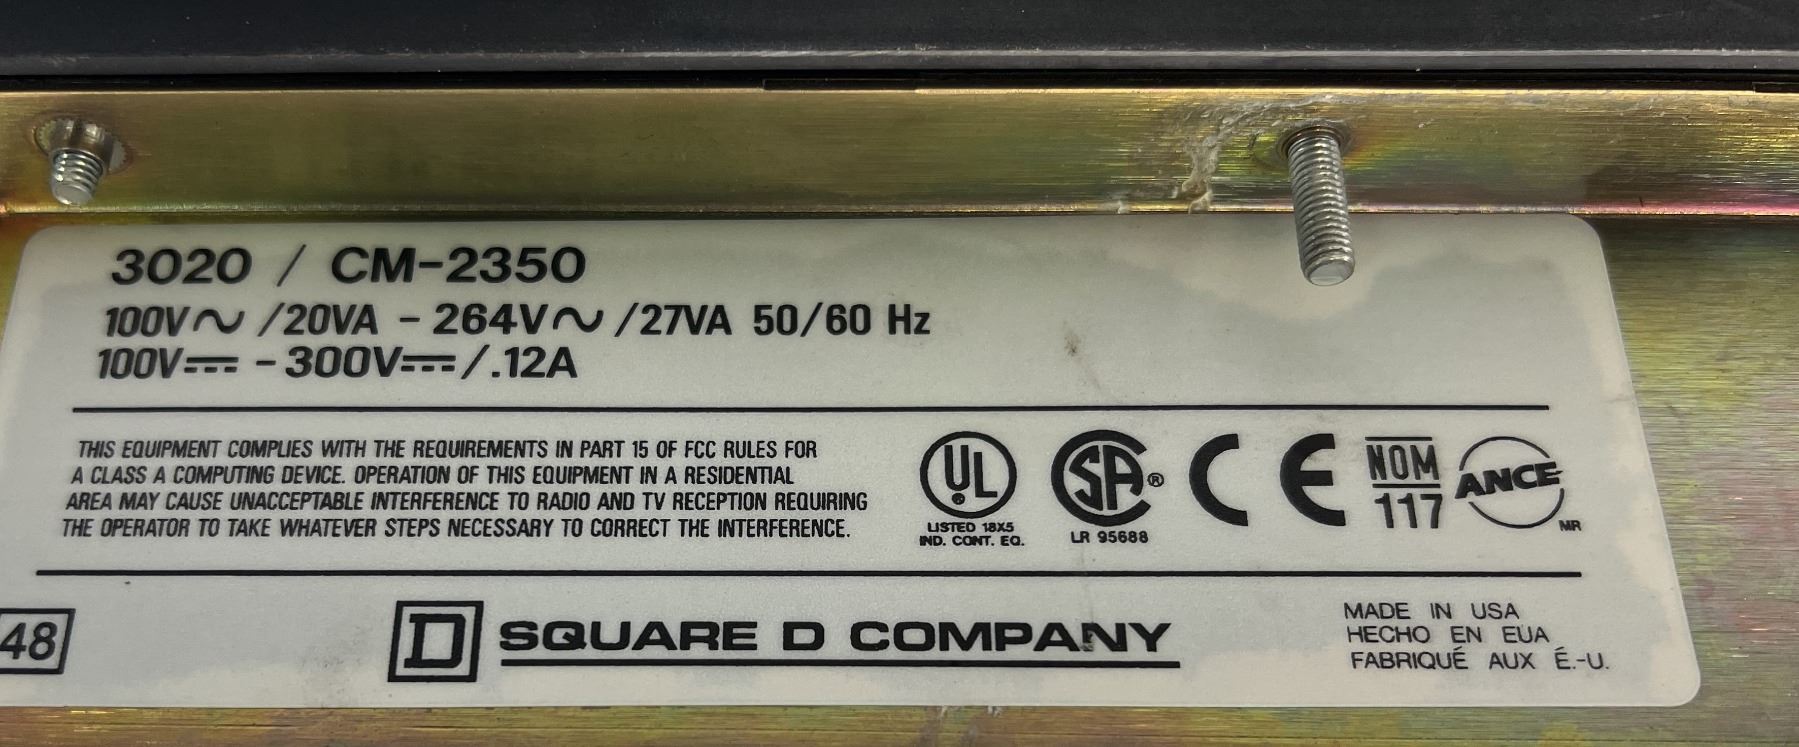 3020 / CM-2350
100V～ /20VA - 264V～ /27VA 50/60 Hz
100V⎓ - 300V⎓ / .12A
THIS EQUIPMENT COMPLIES WITH THE REQUIREMENTS IN PART 15 OF FCC RULES FOR
A CLASS A COMPUTING DEVICE. OPERATION OF THIS EQUIPMENT IN A RESIDENTIAL
AREA MAY CAUSE UNACCEPTABLE INTERFERENCE TO RADIO AND TV RECEPTION REQUIRING
THE OPERATOR TO TAKE WHATEVER STEPS NECESSARY TO CORRECT THE INTERFERENCE.
UL
LISTED 18X5
IND. CONT. EQ.
SA®
LR 95688
CE
NOM
117
ANCE
MR
48
D SQUARE D COMPANY
MADE IN USA
HECHO EN EUA
FABRIQUÉ AUX É.-U.